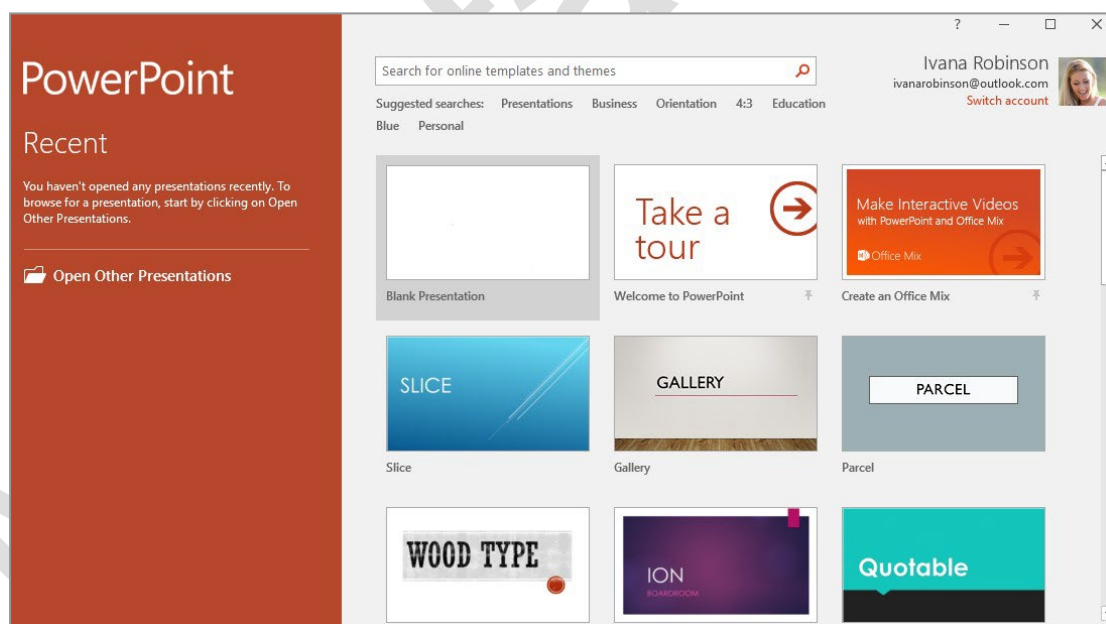 ?
PowerPoint
Recent
You haven't opened any presentations recently. To
browse for a presentation, start by clicking on Open
Other Presentations.
Open Other Presentations
Search for online templates and themes
Suggested searches: Presentations Business Orientation 4:3 Education
Blue Personal
Ivana Robinson
ivanarobinson@outlook.com
Switch account
Blank Presentation
Take a
tour
Welcome to PowerPoint
Make Interactive Videos
with PowerPoint and Office Mix
Office Mix
Create an Office Mix
SLICE
Slice
GALLERY
Gallery
PARCEL
Parcel
WOOD TYPE
ION
BOARDROOM
Quotable